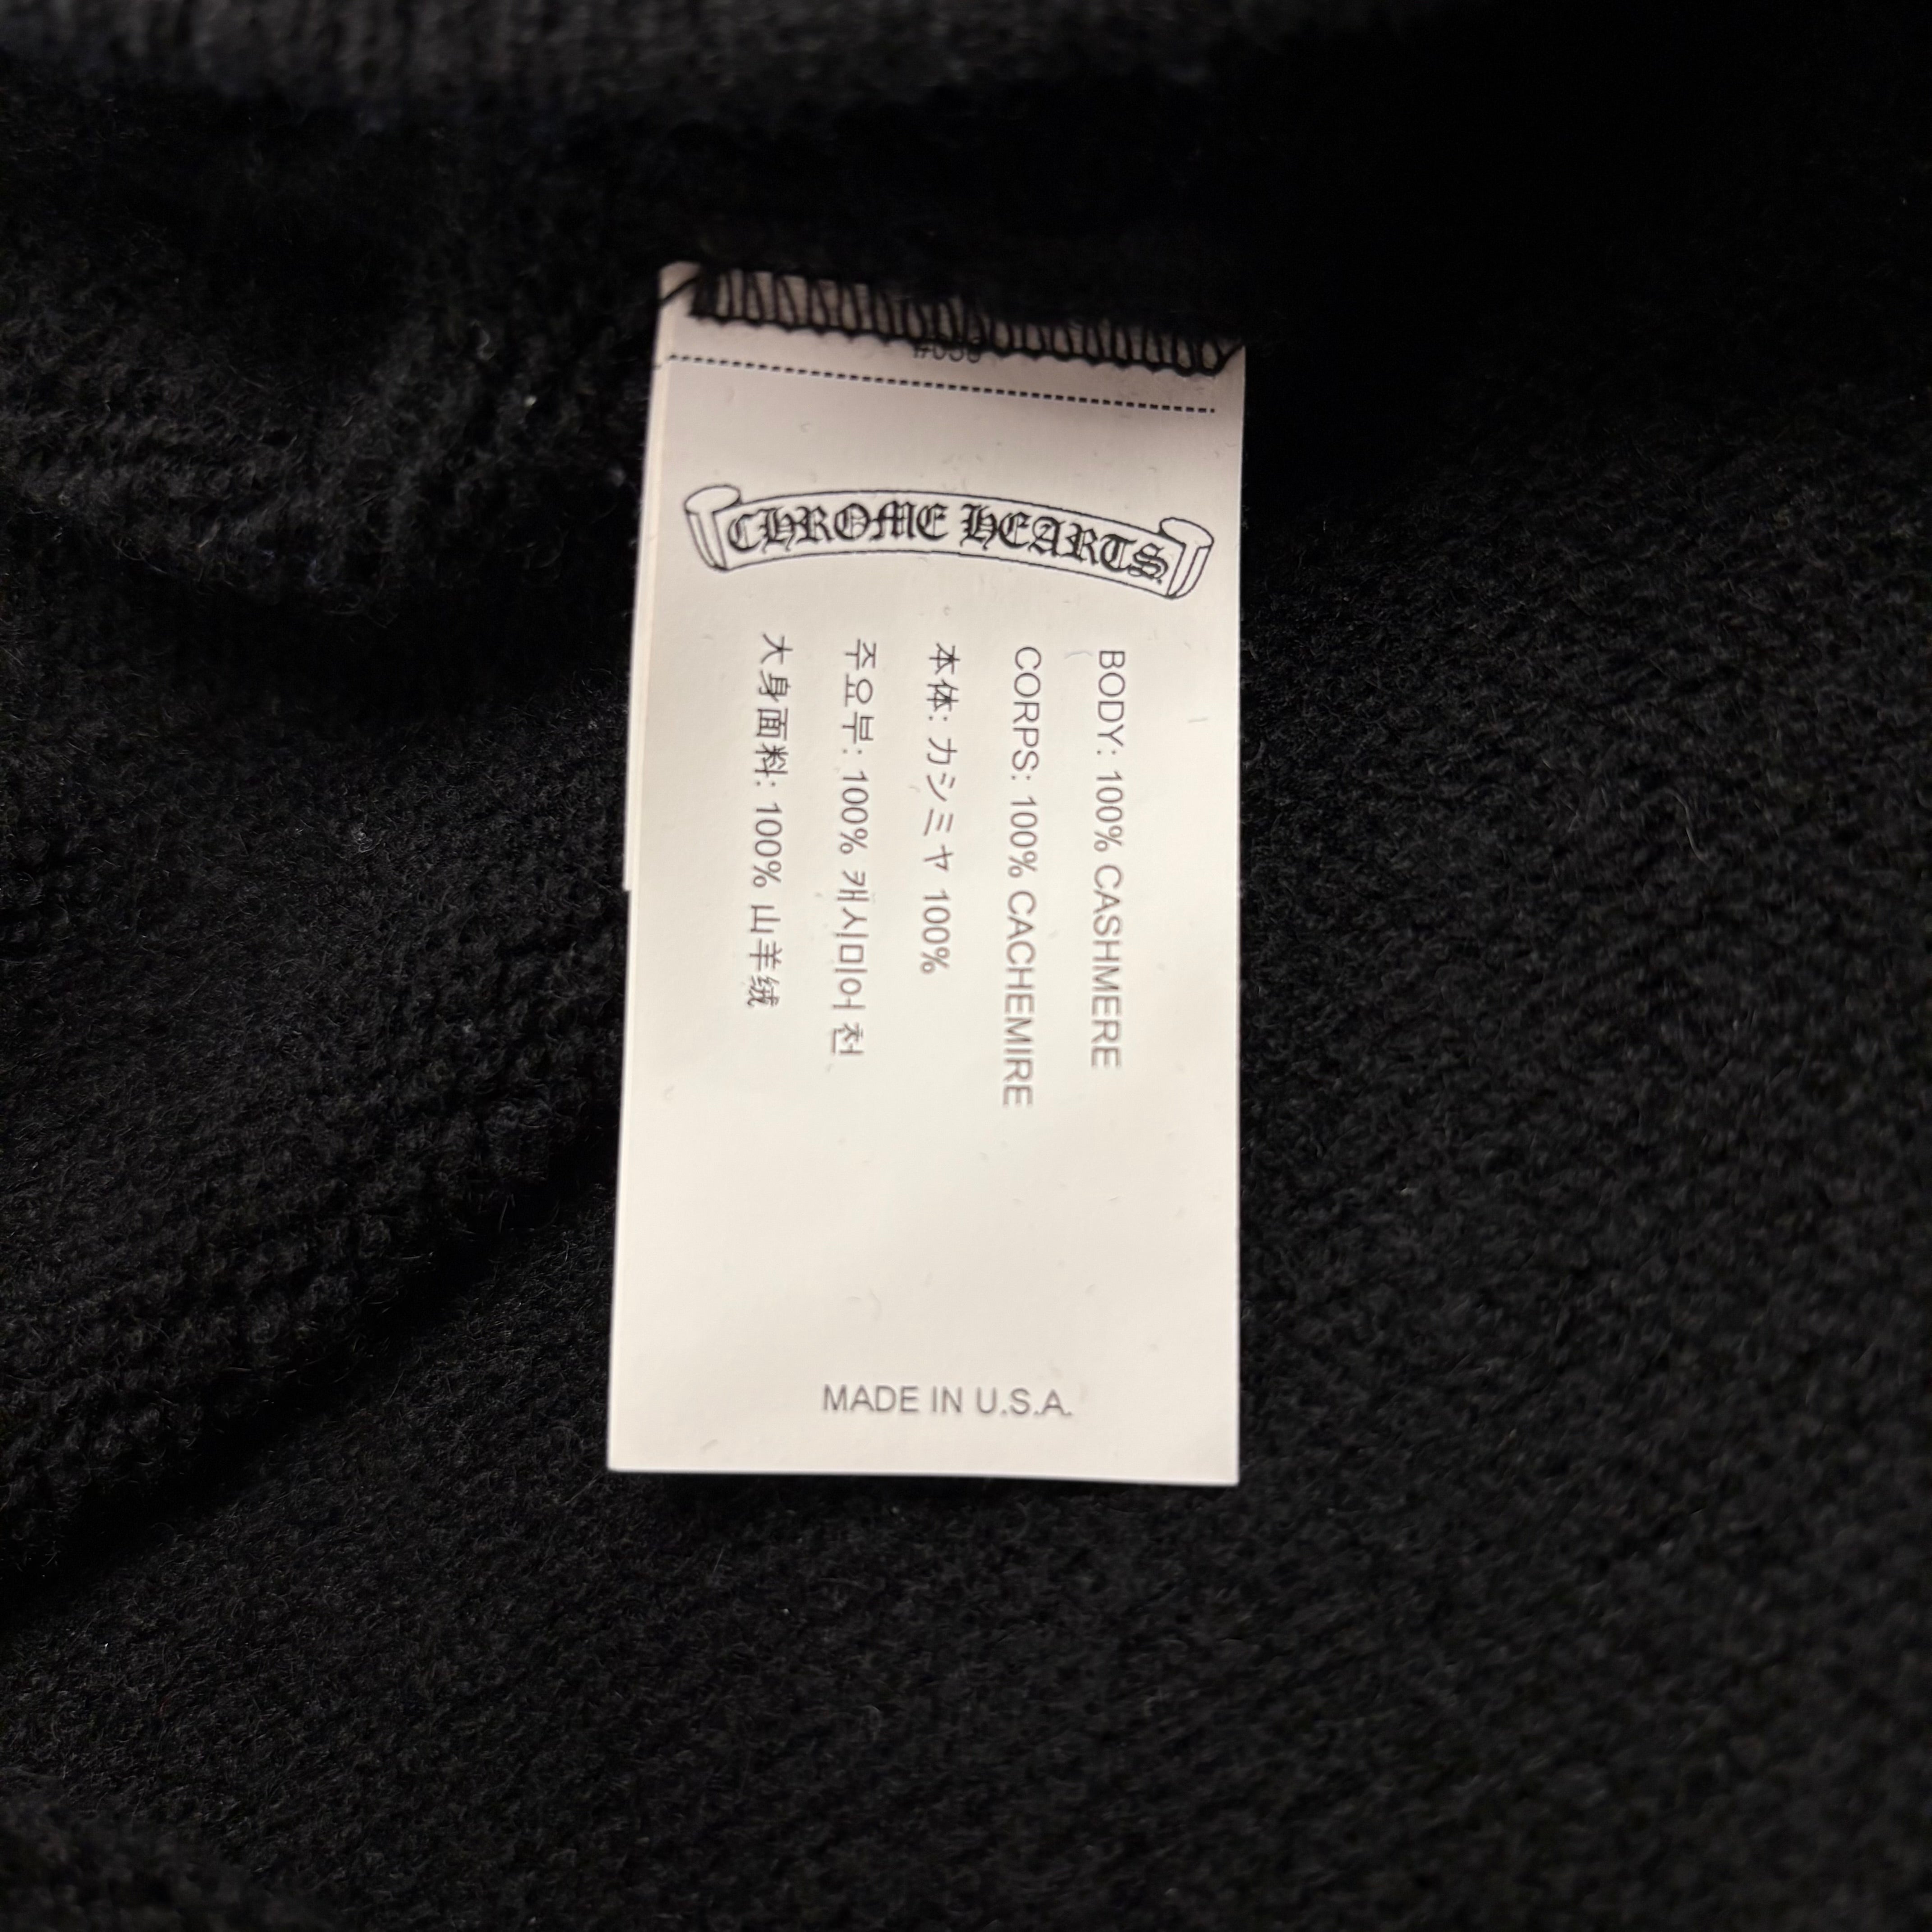 CHROME HEARTS
BODY: 100% CASHMERE
CORPS: 100% CACHEMIRE
本体: カシミヤ 100%
주요부: 100% 캐시미어 천
大身面料: 100% 山羊绒
MADE IN U.S.A.